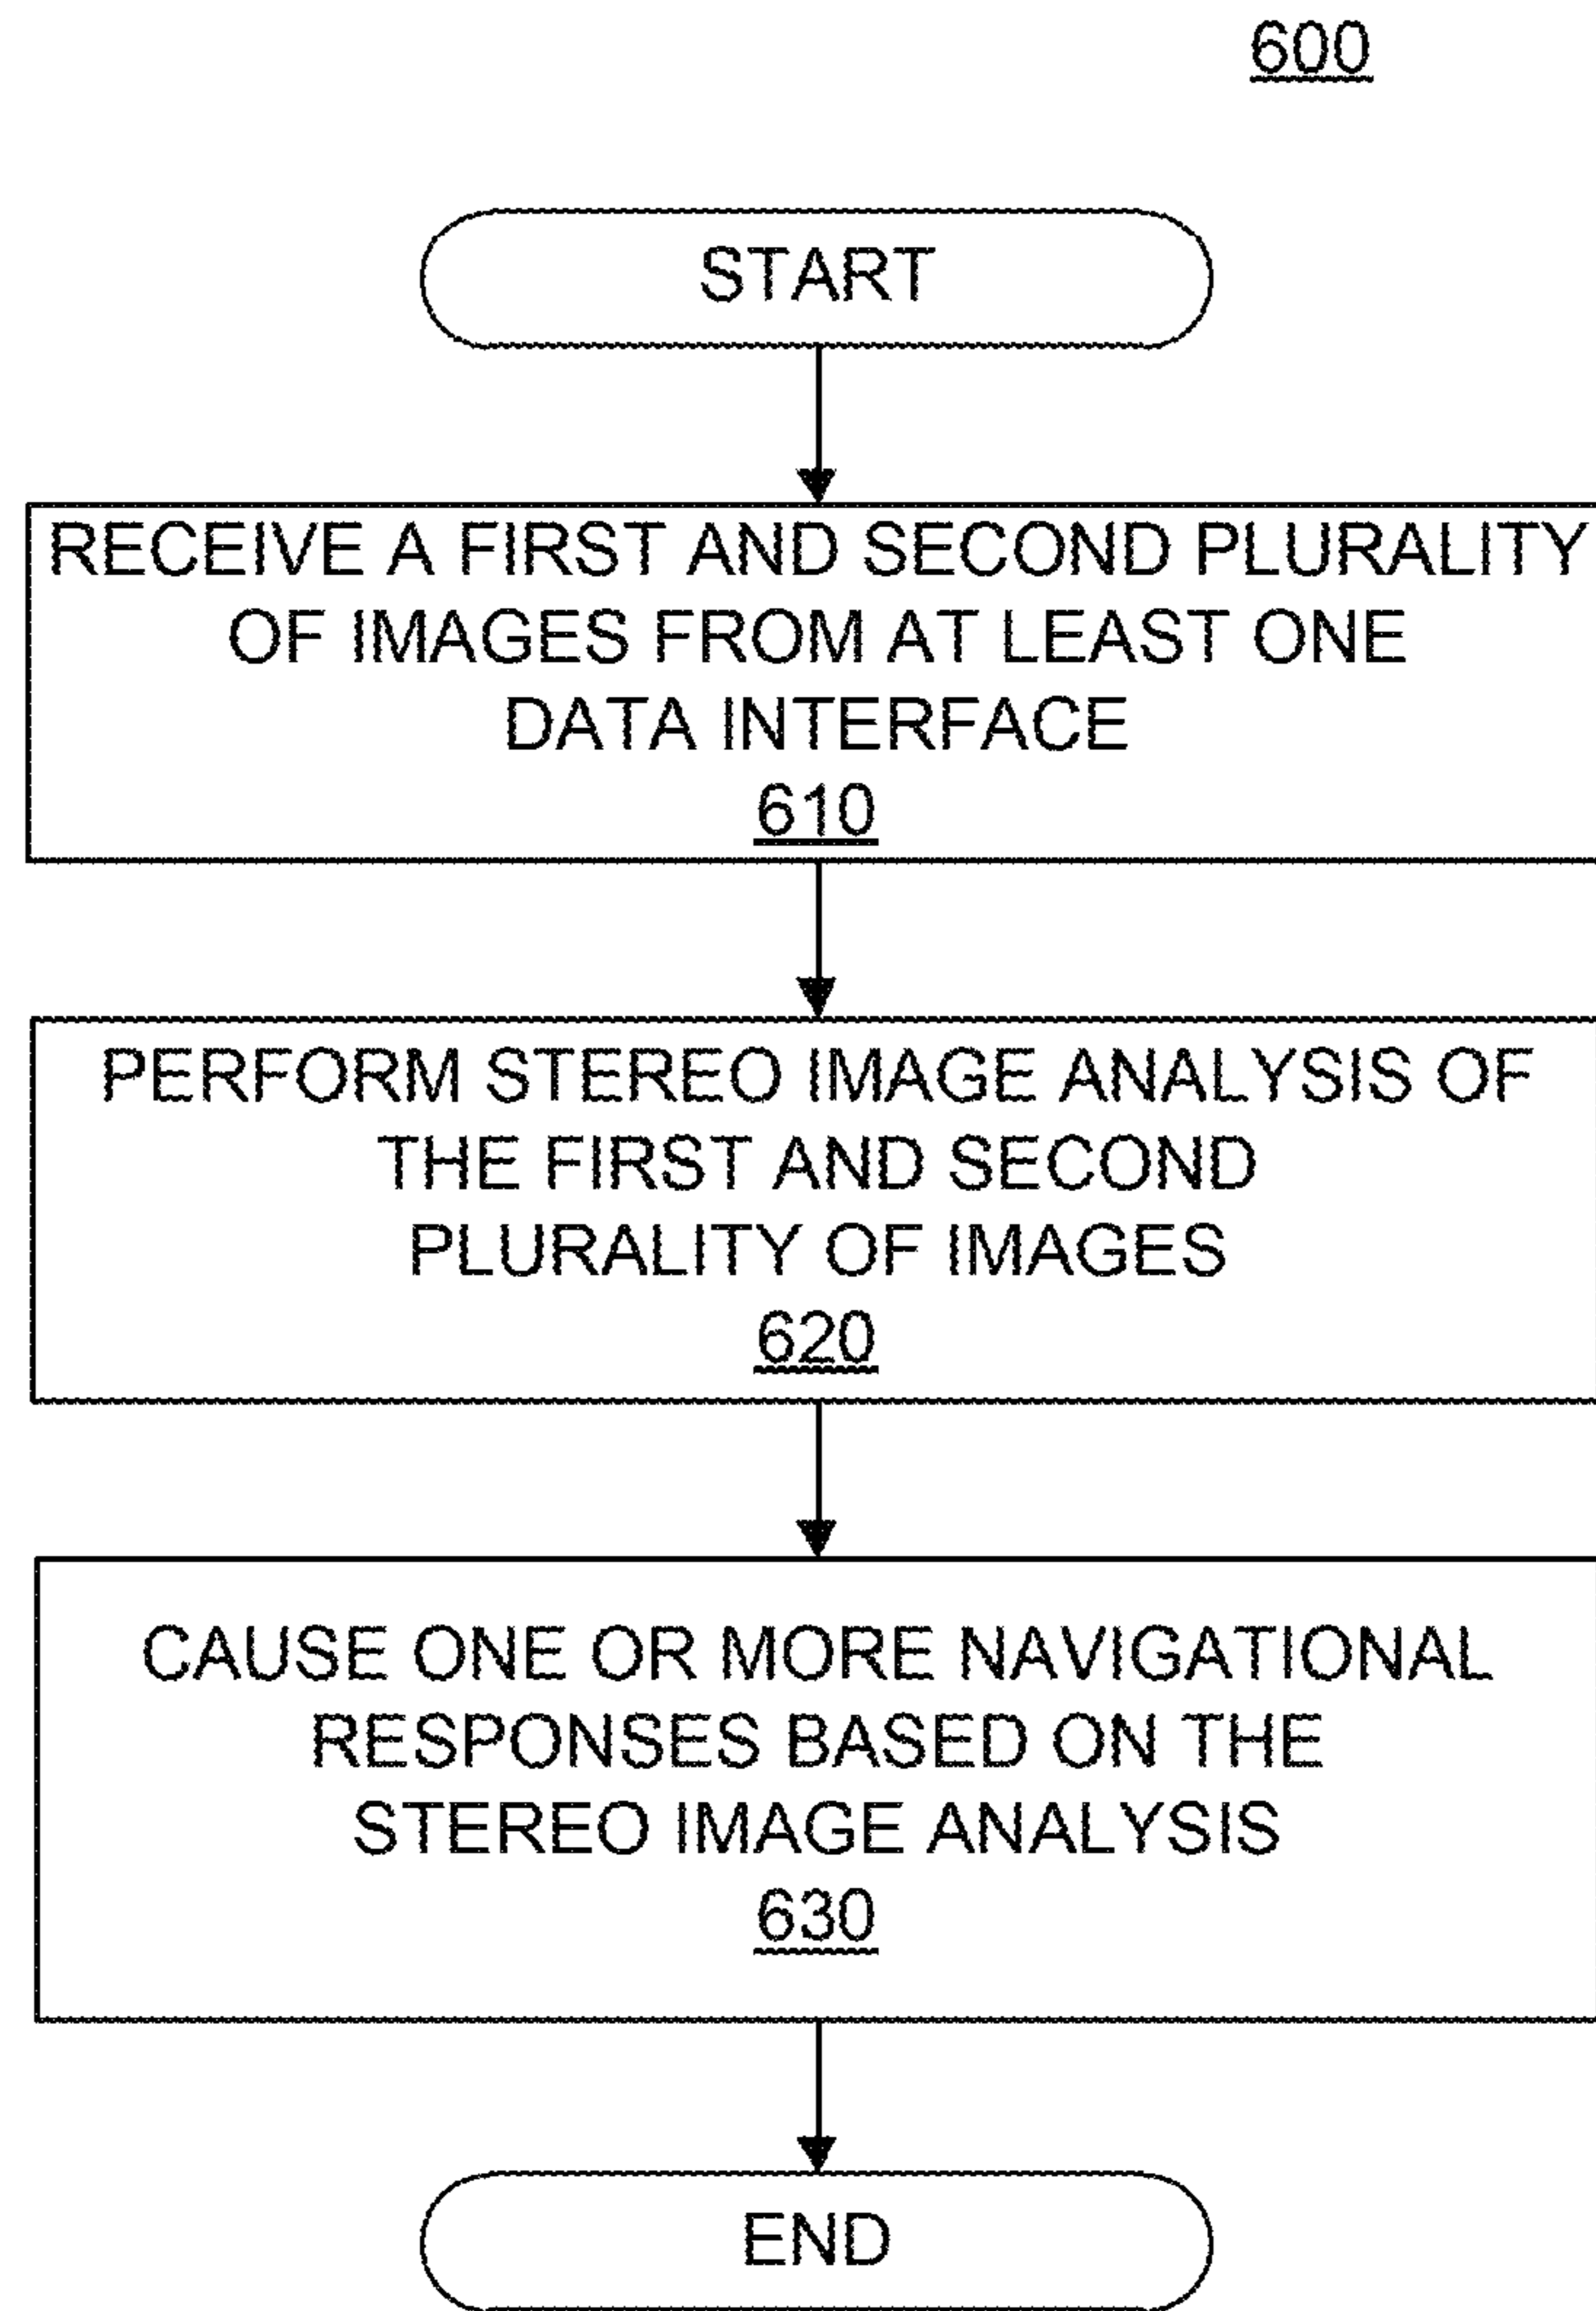 600
START
RECEIVE A FIRST AND SECOND PLURALITY
OF IMAGES FROM AT LEAST ONE
DATA INTERFACE
610
PERFORM STEREO IMAGE ANALYSIS OF
THE FIRST AND SECOND
PLURALITY OF IMAGES
620
CAUSE ONE OR MORE NAVIGATIONAL
RESPONSES BASED ON THE
STEREO IMAGE ANALYSIS
630
END